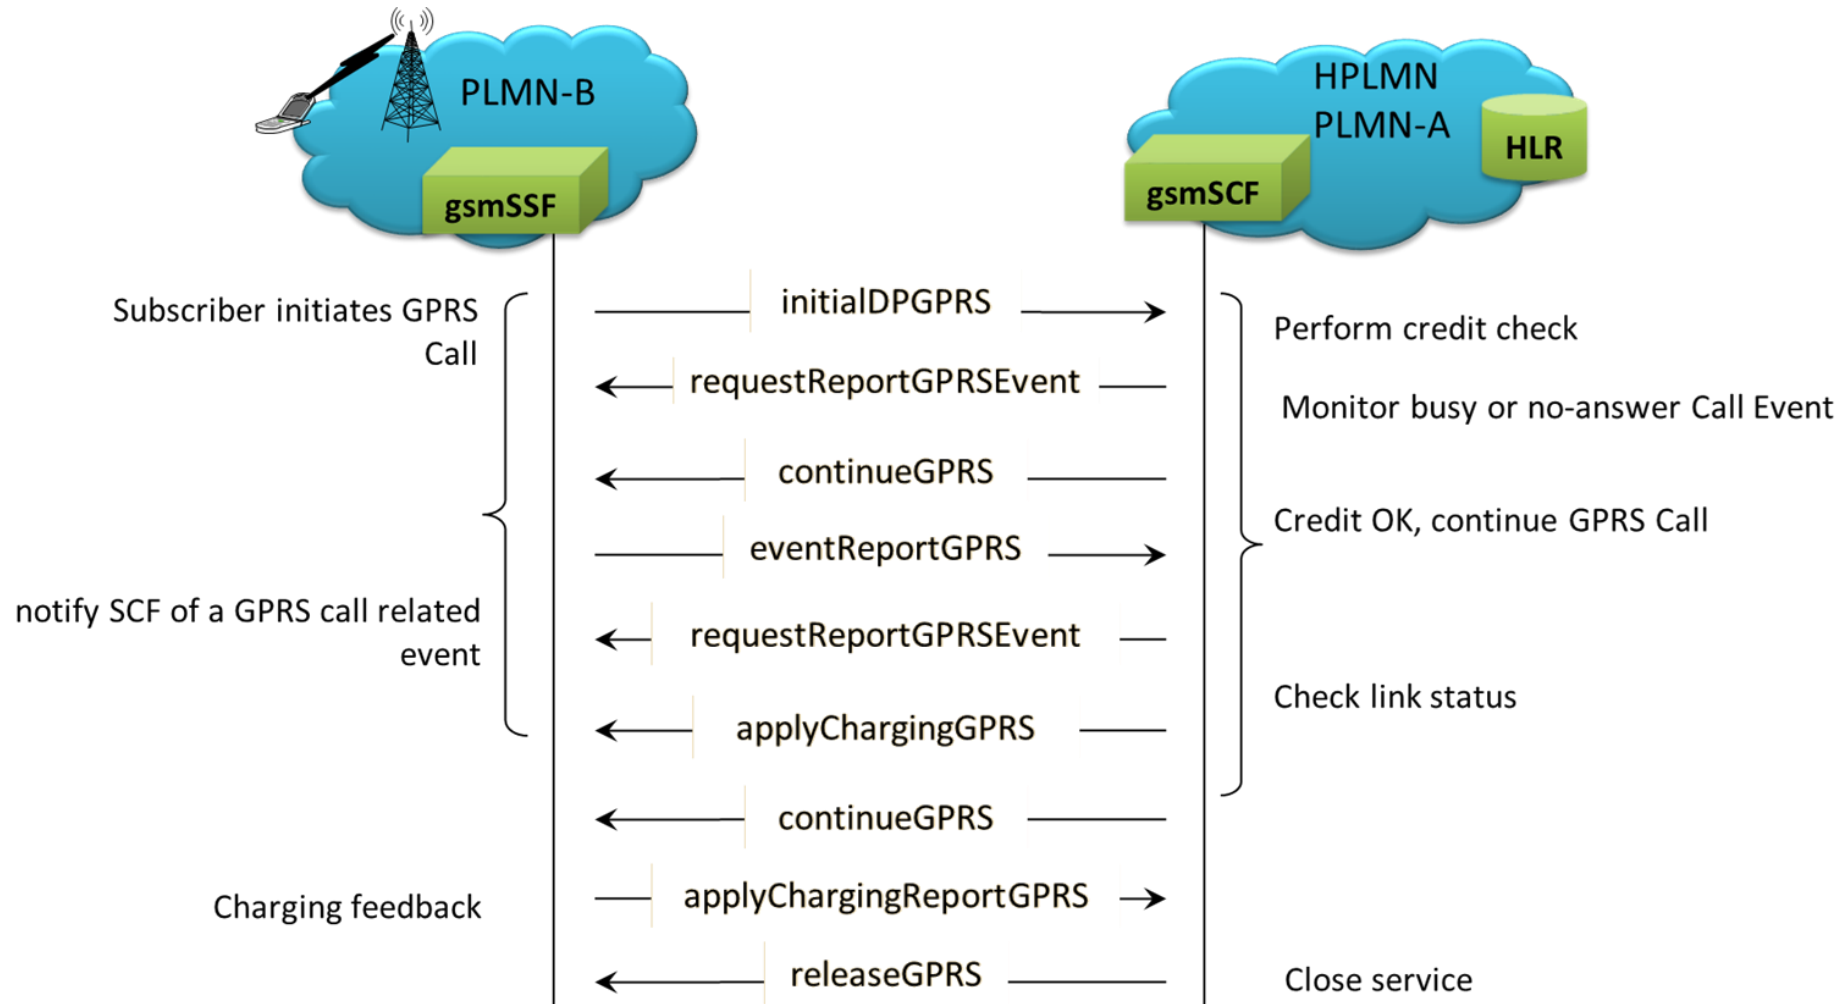 PLMN-B
HPLMN
PLMN-A
HLR
gsmSSF
gsmSCF
Subscriber initiates GPRS
Call
initialDPGPRS
Perform credit check
requestReportGPRSEvent
Monitor busy or no-answer Call Event
continueGPRS
Credit OK, continue GPRS Call
eventReportGPRS
notify SCF of a GPRS call related
event
requestReportGPRSEvent
Check link status
applyChargingGPRS
continueGPRS
Charging feedback
applyChargingReportGPRS
releaseGPRS
Close service